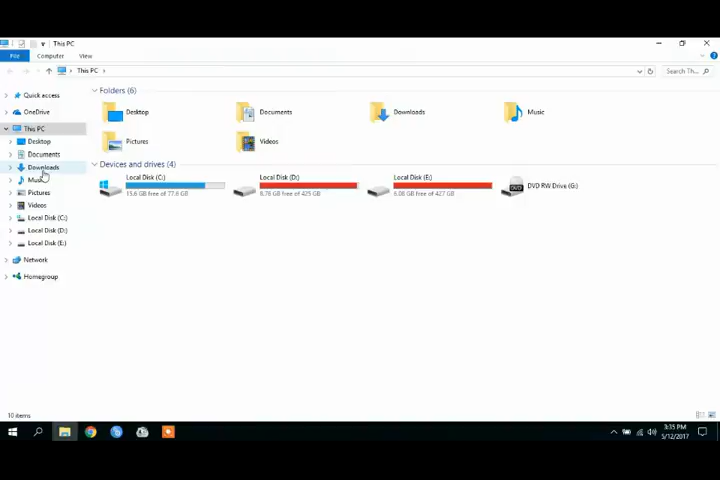 This PC
File Computer View
This PC
Search Th...
Quick access
OneDrive
This PC
Desktop
Documents
Downloads
Music
Pictures
Videos
Local Disk (C:)
Local Disk (D:)
Local Disk (E:)
Network
Homegroup
Folders (6)
Desktop
Documents
Downloads
Music
Pictures
Videos
Devices and drives (4)
Local Disk (C:)
15.6 GB free of 77.6 GB
Local Disk (D:)
6.76 GB free of 425 GB
Local Disk (E:)
6.08 GB free of 427 GB
DVD RW Drive (G:)
DVD
10 items
3:35 PM
5/12/2017